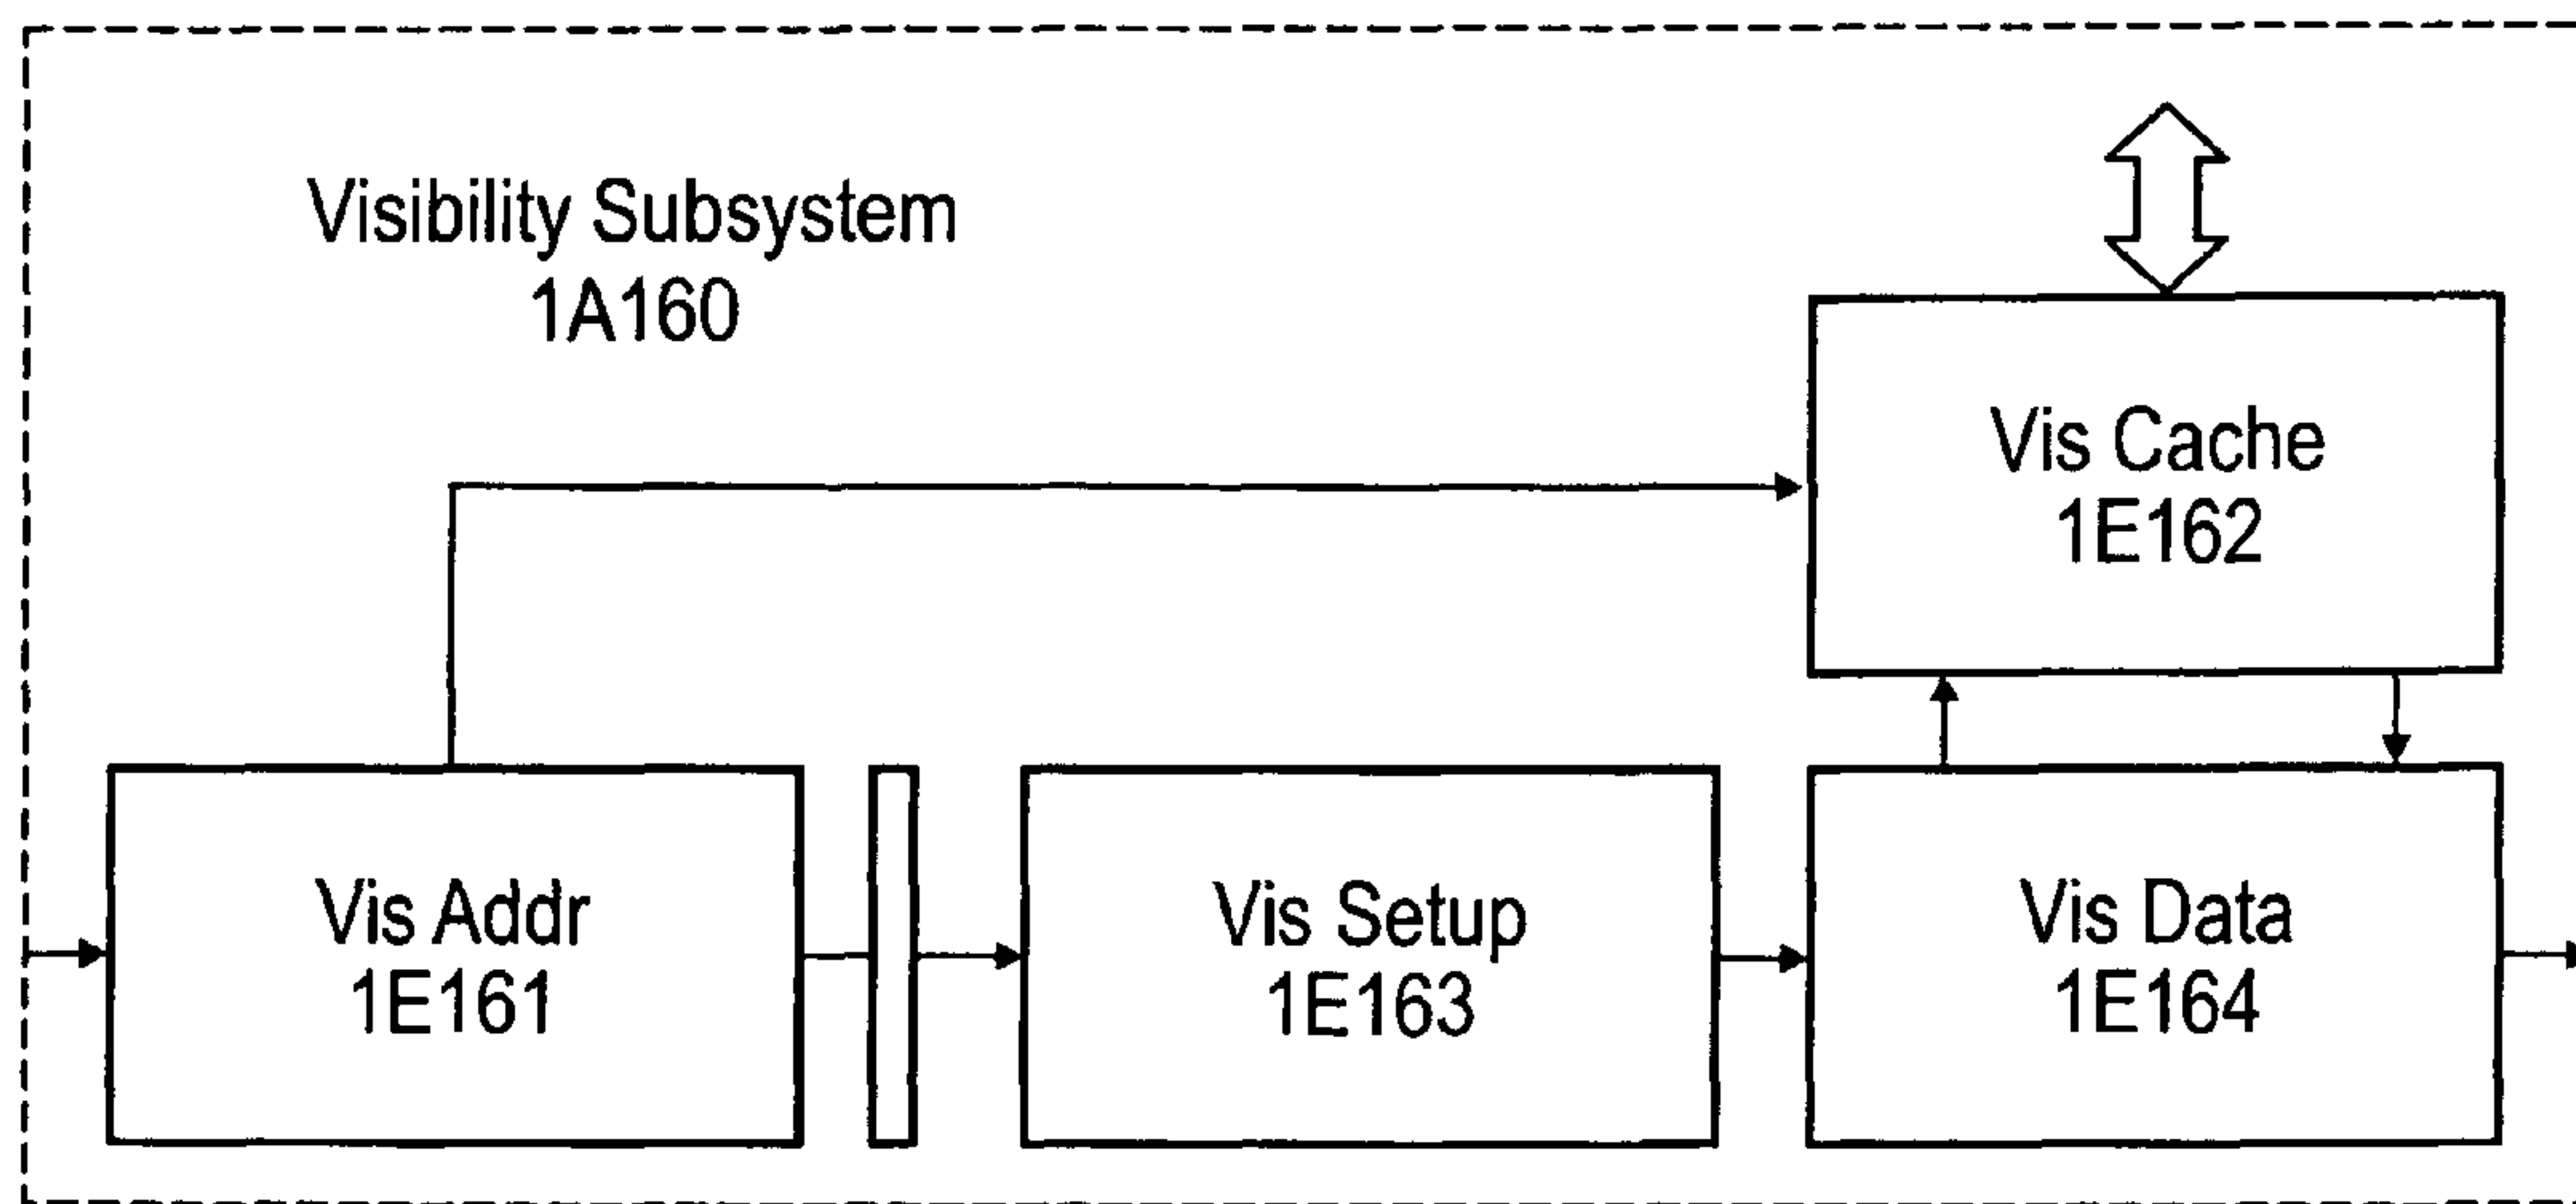 Visibility Subsystem
1A160
Vis Cache
1E162
Vis Addr
1E161
Vis Setup
1E163
Vis Data
1E164